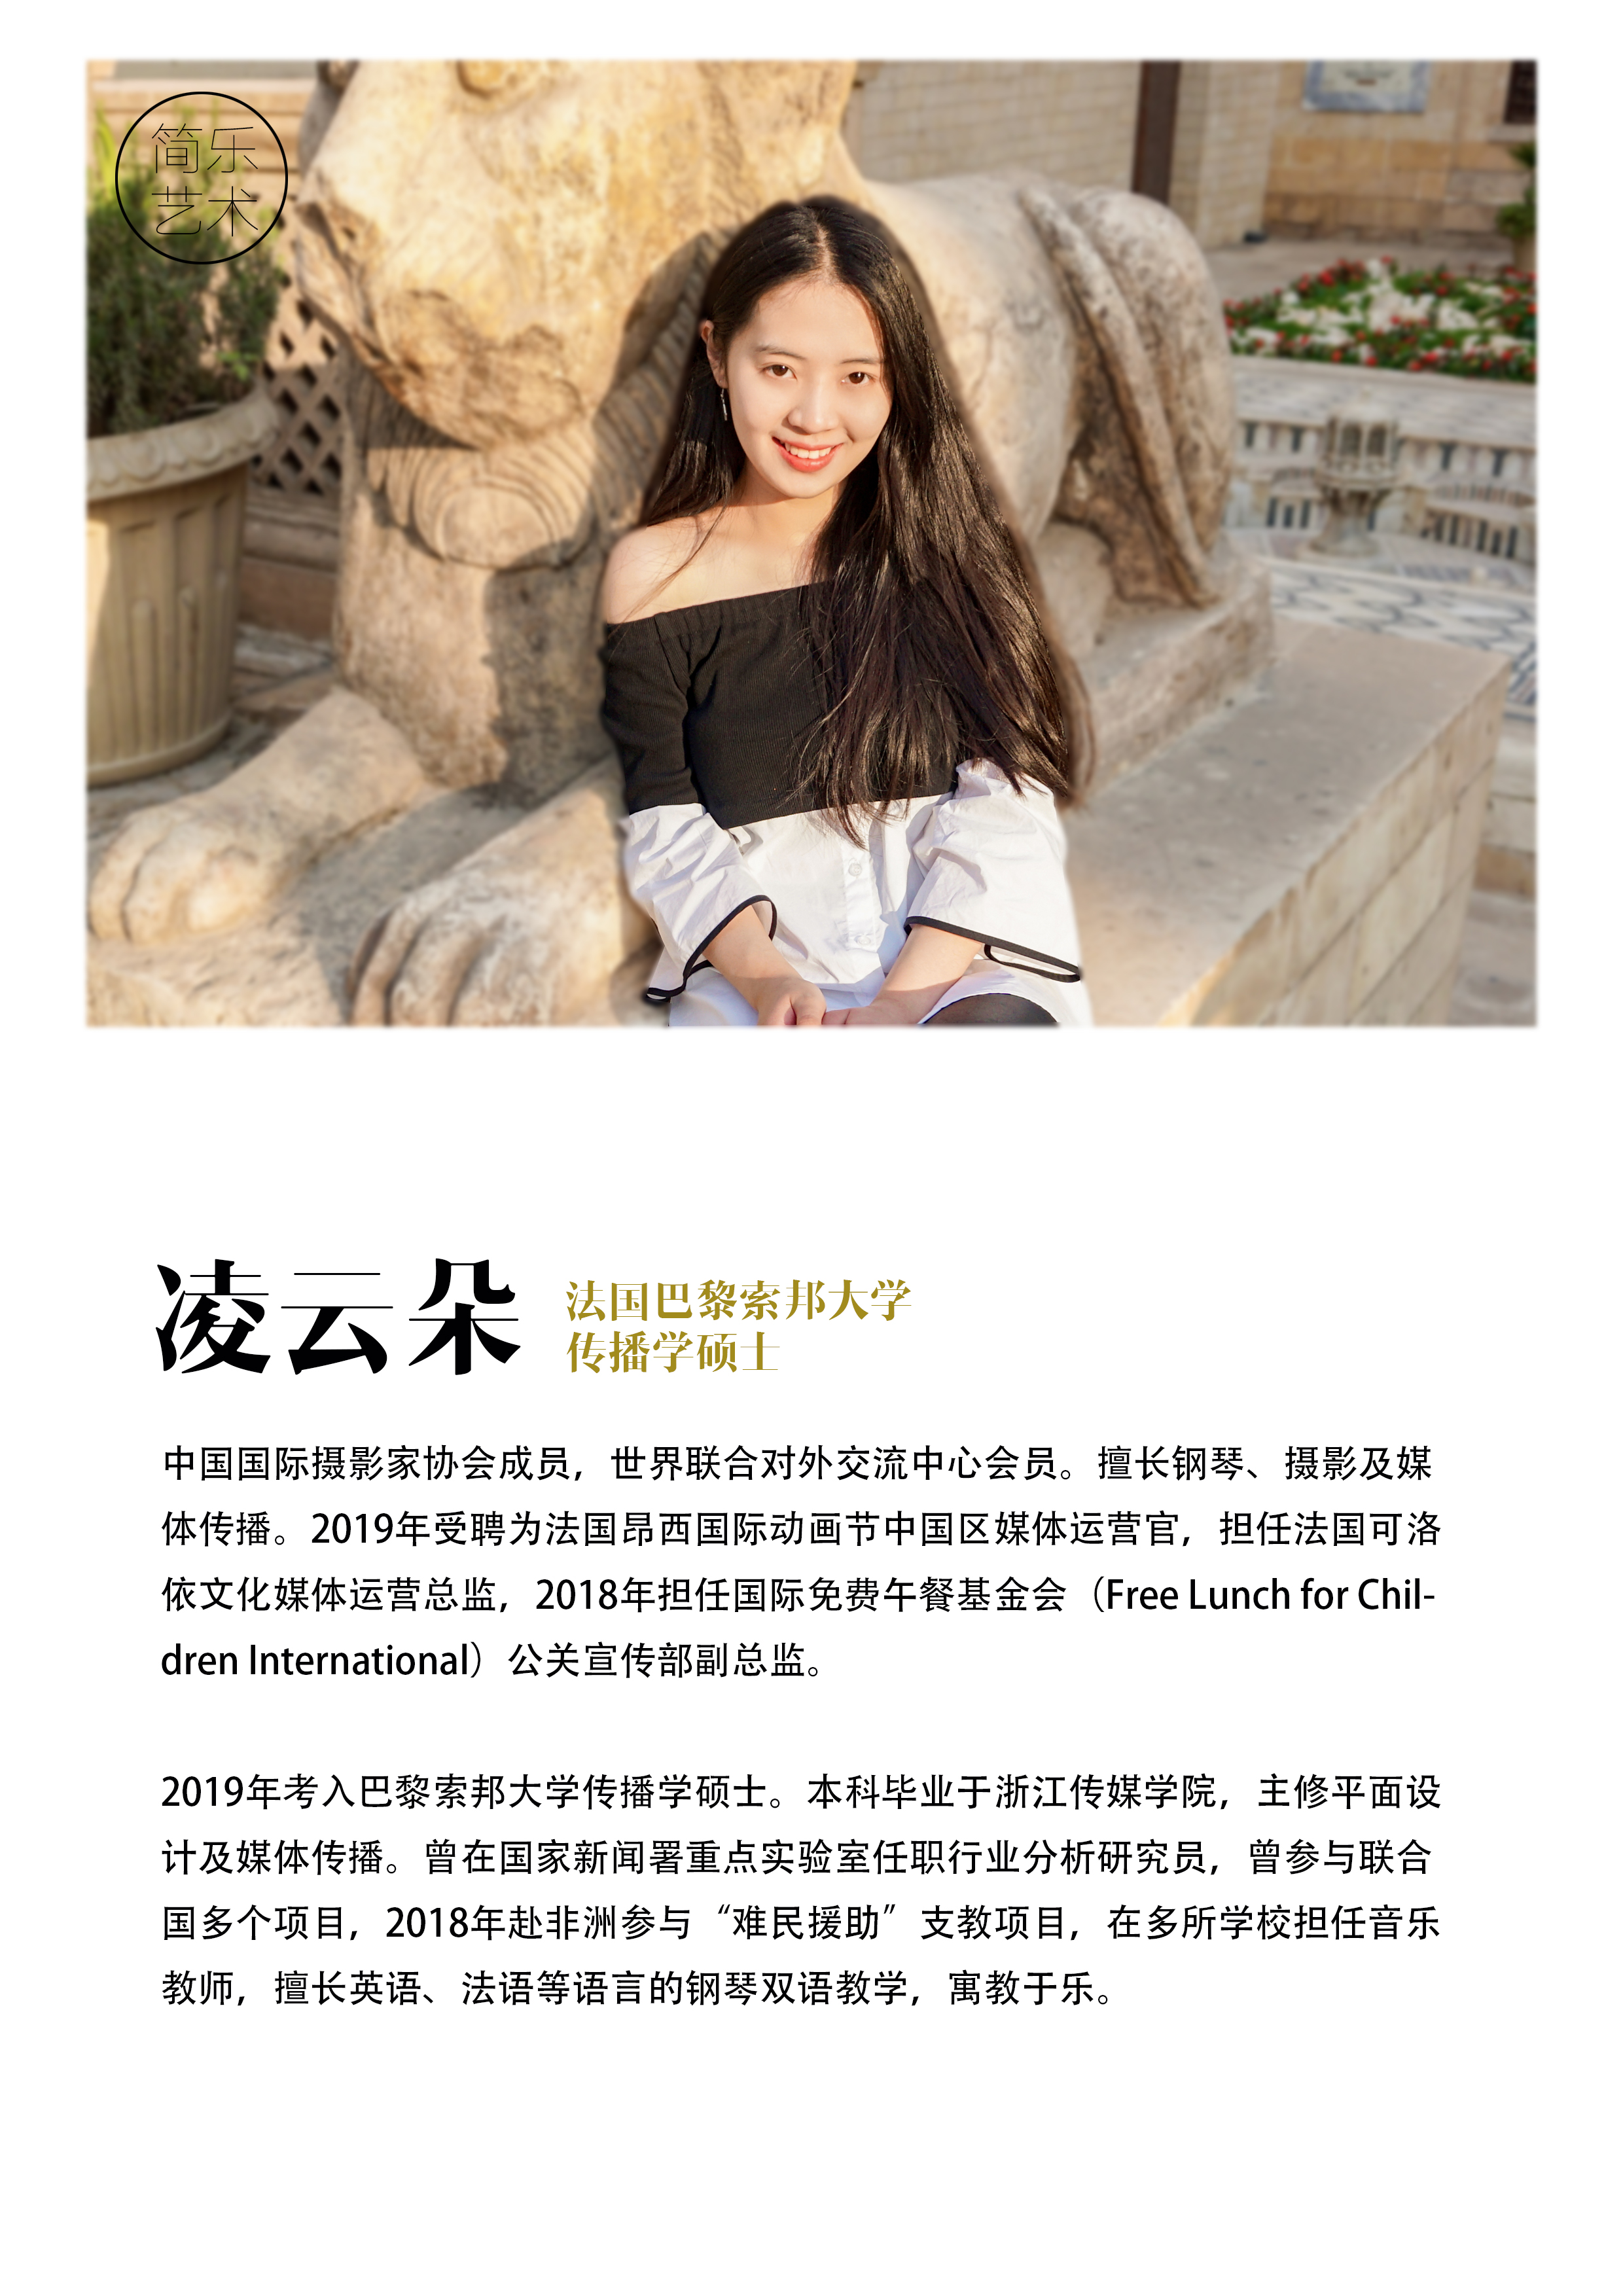 简乐
艺术
凌云朵
法国巴黎索邦大学
传播学硕士
中国国际摄影家协会成员，世界联合对外交流中心会员。擅长钢琴、摄影及媒
体传播。2019年受聘为法国昂西国际动画节中国区媒体运营官，担任法国可洛
依文化媒体运营总监，2018年担任国际免费午餐基金会（Free Lunch for Chil-
dren International）公关宣传部副总监。
2019年考入巴黎索邦大学传播学硕士。本科毕业于浙江传媒学院，主修平面设
计及媒体传播。曾在国家新闻署重点实验室任职行业分析研究员，曾参与联合
国多个项目，2018年赴非洲参与“难民援助”支教项目，在多所学校担任音乐
教师，擅长英语、法语等语言的钢琴双语教学，寓教于乐。